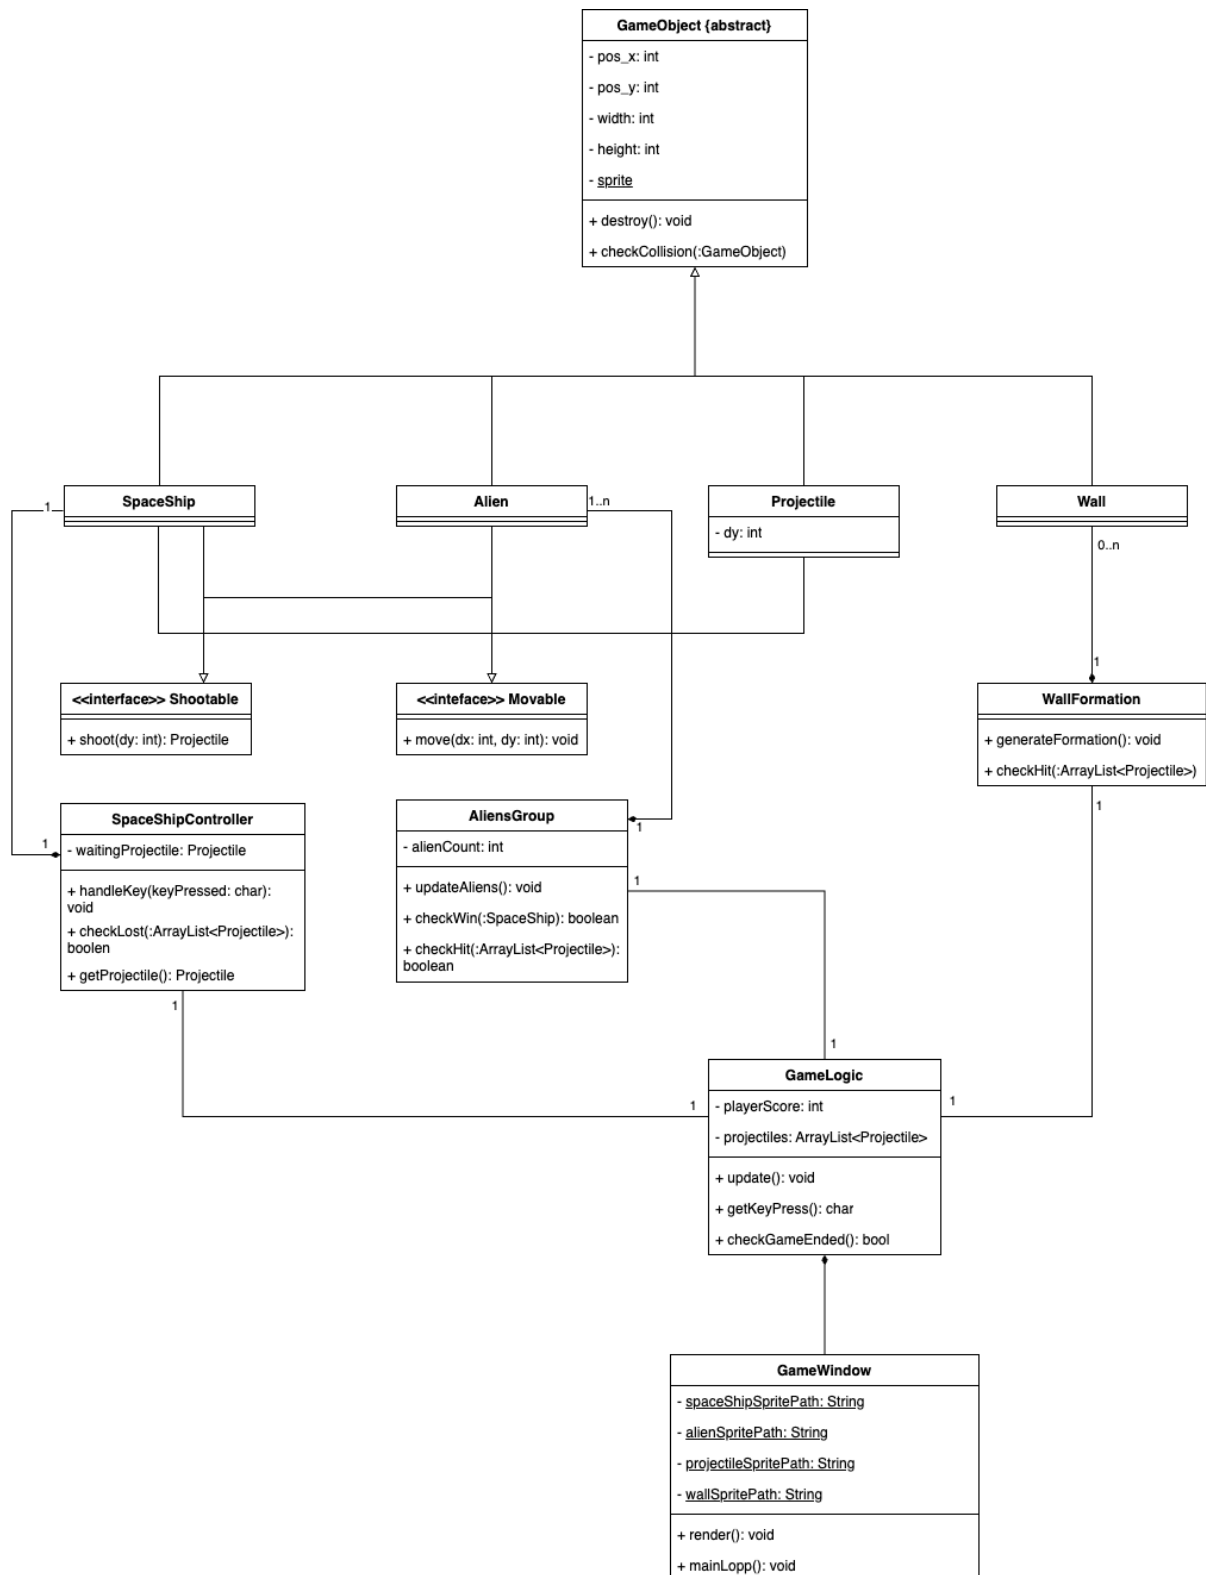 GameObject {abstract}
- pos_x: int
- pos_y: int
- width: int
- height: int
- sprite
+ destroy(): void
+ checkCollision(:GameObject)
SpaceShip
1
Alien
1..n
Projectile
- dy: int
Wall
0..n
<<interface>> Shootable
+ shoot(dy: int): Projectile
<<inteface>> Movable
+ move(dx: int, dy: int): void
1
WallFormation
+ generateFormation(): void
+ checkHit(:ArrayList<Projectile>)
1
SpaceShipController
1
- waitingProjectile: Projectile
+ handleKey(keyPressed: char):
void
+ checkLost(:ArrayList<Projectile>):
boolen
+ getProjectile(): Projectile
1
AliensGroup
1
- alienCount: int
+ updateAliens(): void
+ checkWin(:SpaceShip): boolean
+ checkHit(:ArrayList<Projectile>):
boolean
1
1
GameLogic
1
1
- playerScore: int
- projectiles: ArrayList<Projectile>
+ update(): void
+ getKeyPress(): char
+ checkGameEnded(): bool
GameWindow
- spaceShipSpritePath: String
- alienSpritePath: String
- projectileSpritePath: String
- wallSpritePath: String
+ render(): void
+ mainLopp(): void